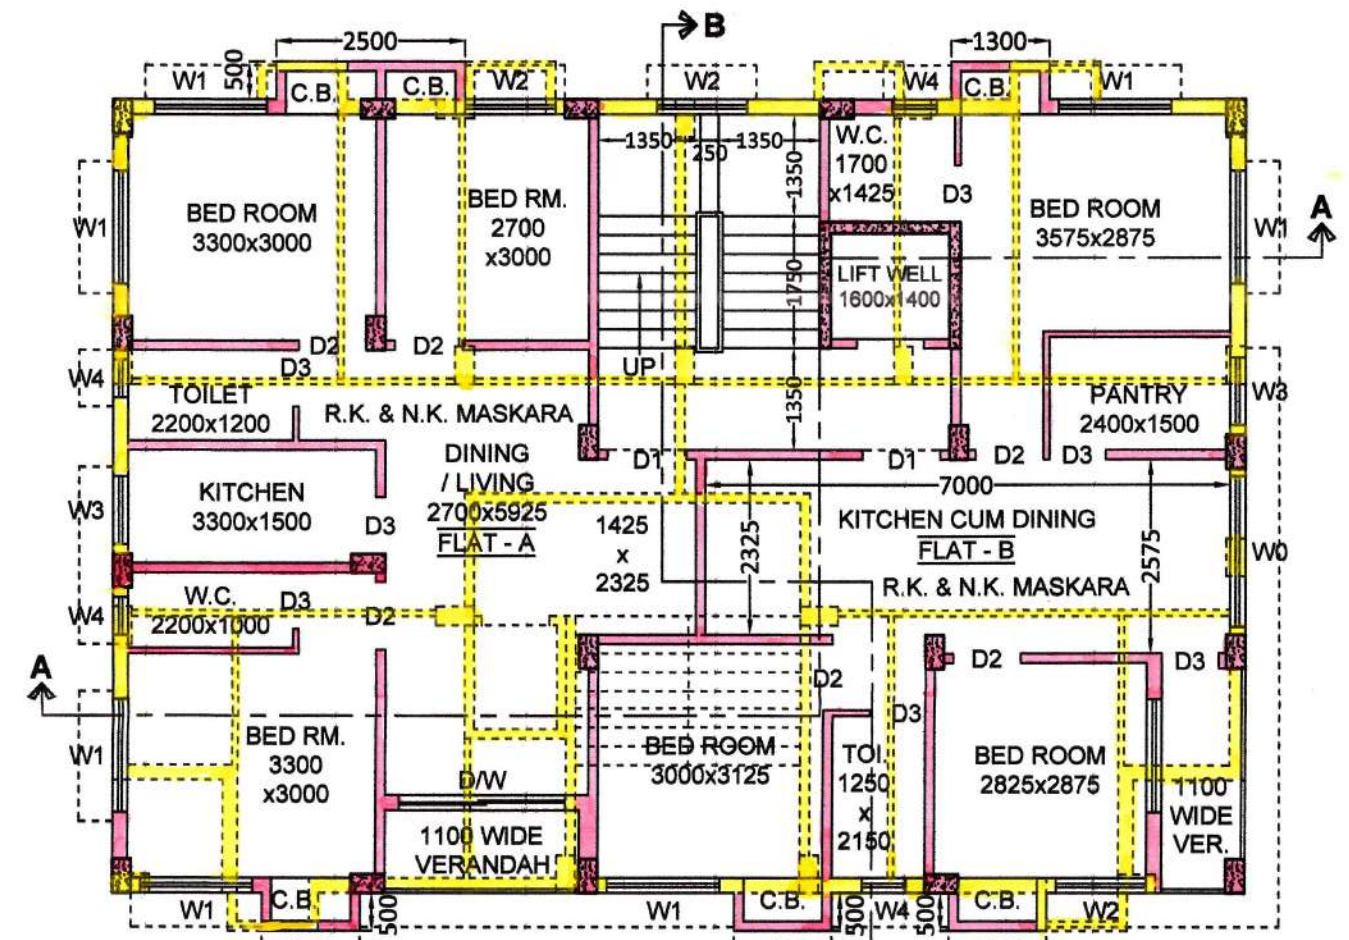 B
2500
1300
500
W1
C.B.
C.B.
W2
W2
W4
C.B.
W1
1350
250
1350
1350
W.C.
1700
x1425
D3
W1
BED ROOM
3300x3000
BED RM.
2700
x3000
BED ROOM
3575x2875
A
W1
1750
LIFT WELL
1600x1400
D2
D2
D3
UP
W4
TOILET
2200x1200
R.K. & N.K. MASKARA
1350
PANTRY
2400x1500
W3
DINING
/ LIVING
2700x5925
FLAT - A
D1
D1
D2
D3
7000
W3
KITCHEN
3300x1500
D3
1425
x
2325
2325
KITCHEN CUM DINING
FLAT - B
R.K. & N.K. MASKARA
2575
W0
W4
W.C.
2200x1000
D3
D2
A
D2
D2
D3
D3
W1
BED RM.
3300
x3000
BED ROOM
3000x3125
TOI.
1250
x
2150
BED ROOM
2825x2875
1100
WIDE
VER.
D/W
1100 WIDE
VERANDAH
W1
C.B.
500
W1
C.B.
500
W4
500
C.B.
W2